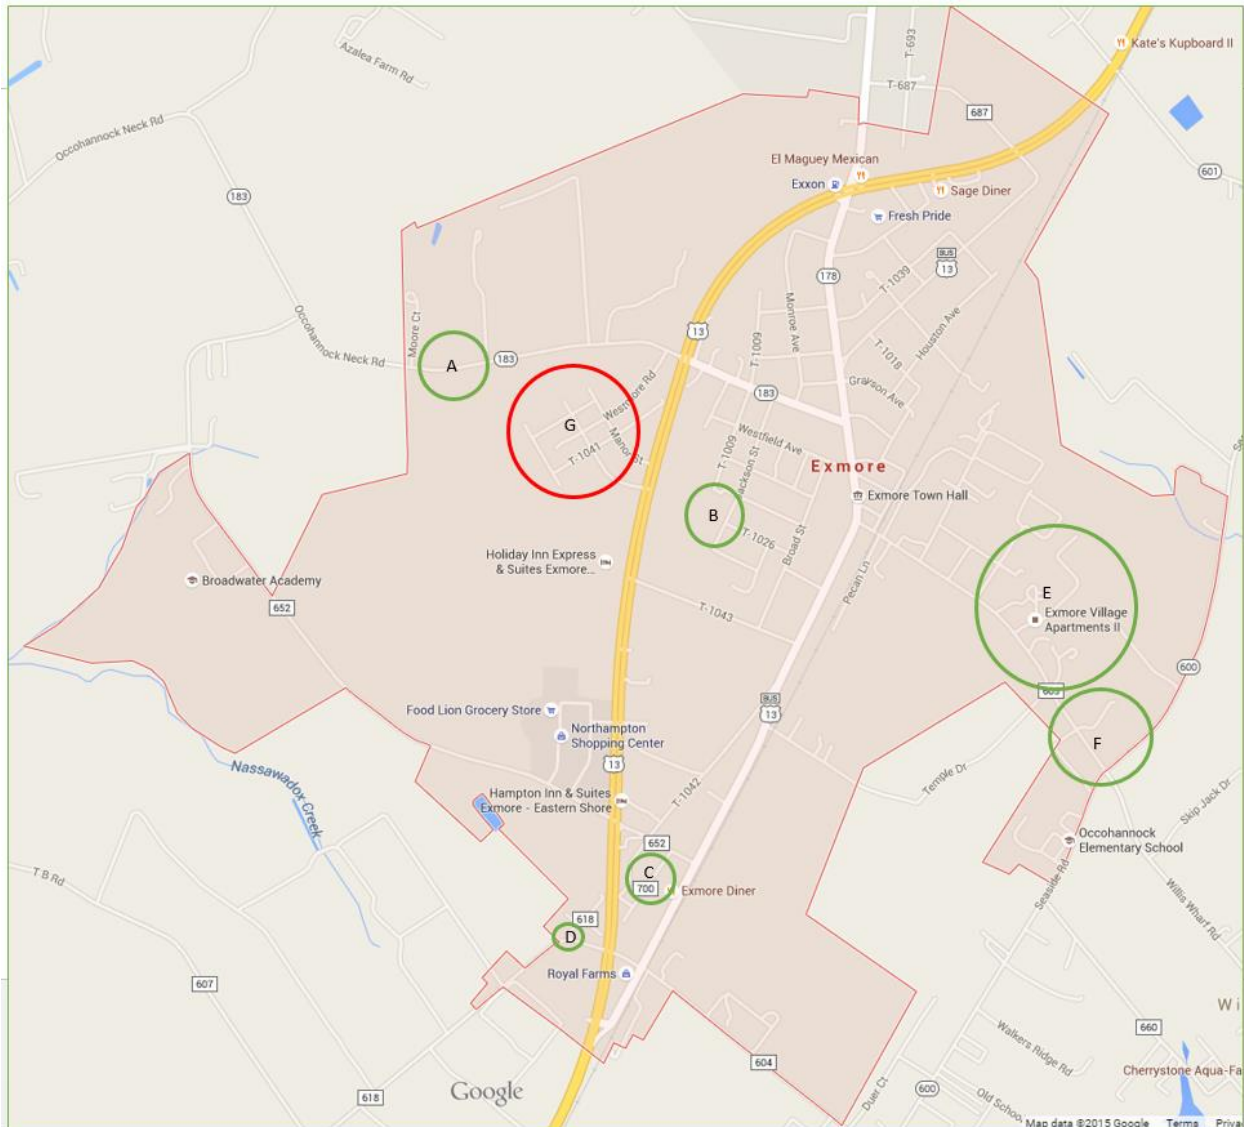 Kate's Kupboard II
T-693
Azalea Farm Rd
T-687
687
Occohannock Neck Rd
El Maguey Mexican
601
Exxon
Sage Diner
183
Fresh Pride
BUS
13
178
T-1039
Moore Ct
Monroe Ave
Houston Ave
Occohannock Neck Rd
13
T-1009
T-1018
A
183
Westmore Rd
183
Grayson Ave
G
Manor St
T-1041
Westfield Ave
T-1009
Jackson St
Exmore
Exmore Town Hall
B
T-1026
Broad St
Holiday Inn Express
& Suites Exmore...
Pecan Ln
Broadwater Academy
652
T-1043
E
Exmore Village
Apartments II
600
603
Food Lion Grocery Store
BUS
13
Northampton
Shopping Center
F
Nassawadox Creek
13
Temple Dr
Hampton Inn & Suites
Exmore - Eastern Shore
T-1042
Skip Jack Dr
652
Occohannock
Elementary School
T B Rd
C
700
Exmore Diner
Seaside Rd
Willis Wharf Rd
618
D
Royal Farms
607
Wi
660
Walkers Ridge Rd
604
Cherrystone Aqua-Fa
Google
618
Duer Ct
600
Old Schoo
Map data ©2015 Google
Terms
Priva